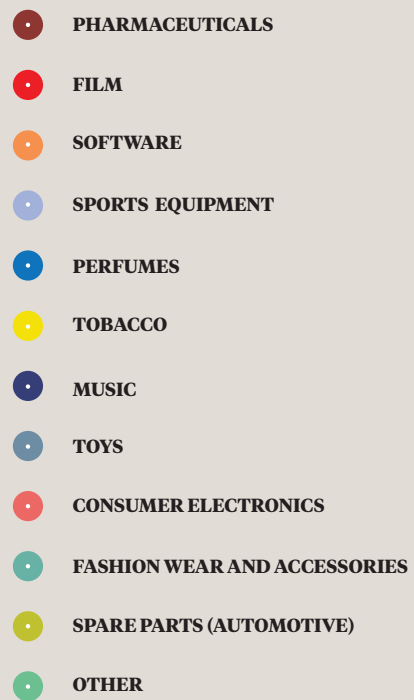 PHARMACEUTICALS
FILM
SOFTWARE
SPORTS EQUIPMENT
PERFUMES
TOBACCO
MUSIC
TOYS
CONSUMER ELECTRONICS
FASHION WEAR AND ACCESSORIES
SPARE PARTS (AUTOMOTIVE)
OTHER